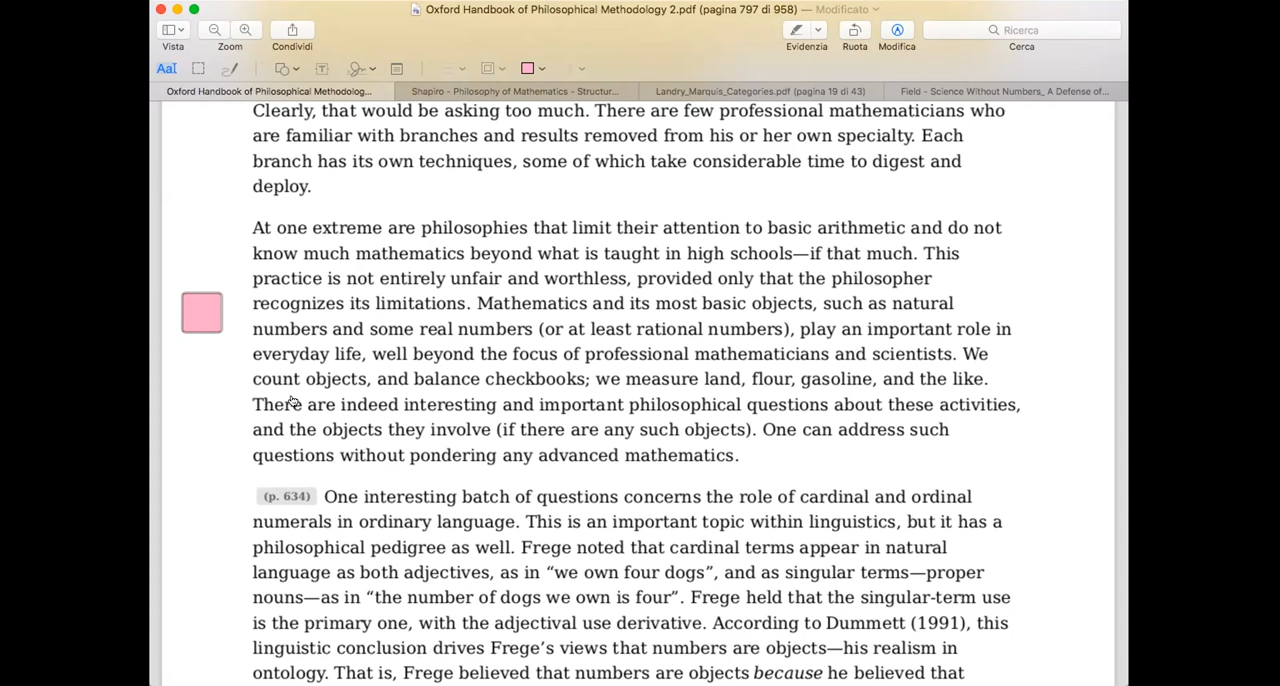 Oxford Handbook of Philosophical Methodology 2.pdf (pagina 797 di 958) — Modificato
Ricerca
Vista
Zoom
Condividi
Evidenzia
Ruota
Modifica
Cerca
AaI
Oxford Handbook of Philosophical Methodolog...
Shapiro - Philosophy of Mathematics - Structur...
Landry_Marquis_Categories.pdf (pagina 19 di 43)
Field - Science Without Numbers_ A Defense of...
Clearly, that would be asking too much. There are few professional mathematicians who
are familiar with branches and results removed from his or her own specialty. Each
branch has its own techniques, some of which take considerable time to digest and
deploy.
At one extreme are philosophies that limit their attention to basic arithmetic and do not
know much mathematics beyond what is taught in high schools—if that much. This
practice is not entirely unfair and worthless, provided only that the philosopher
recognizes its limitations. Mathematics and its most basic objects, such as natural
numbers and some real numbers (or at least rational numbers), play an important role in
everyday life, well beyond the focus of professional mathematicians and scientists. We
count objects, and balance checkbooks; we measure land, flour, gasoline, and the like.
There are indeed interesting and important philosophical questions about these activities,
and the objects they involve (if there are any such objects). One can address such
questions without pondering any advanced mathematics.
(p. 634) One interesting batch of questions concerns the role of cardinal and ordinal
numerals in ordinary language. This is an important topic within linguistics, but it has a
philosophical pedigree as well. Frege noted that cardinal terms appear in natural
language as both adjectives, as in “we own four dogs”, and as singular terms—proper
nouns—as in “the number of dogs we own is four”. Frege held that the singular-term use
is the primary one, with the adjectival use derivative. According to Dummett (1991), this
linguistic conclusion drives Frege’s views that numbers are objects—his realism in
ontology. That is, Frege believed that numbers are objects because he believed that